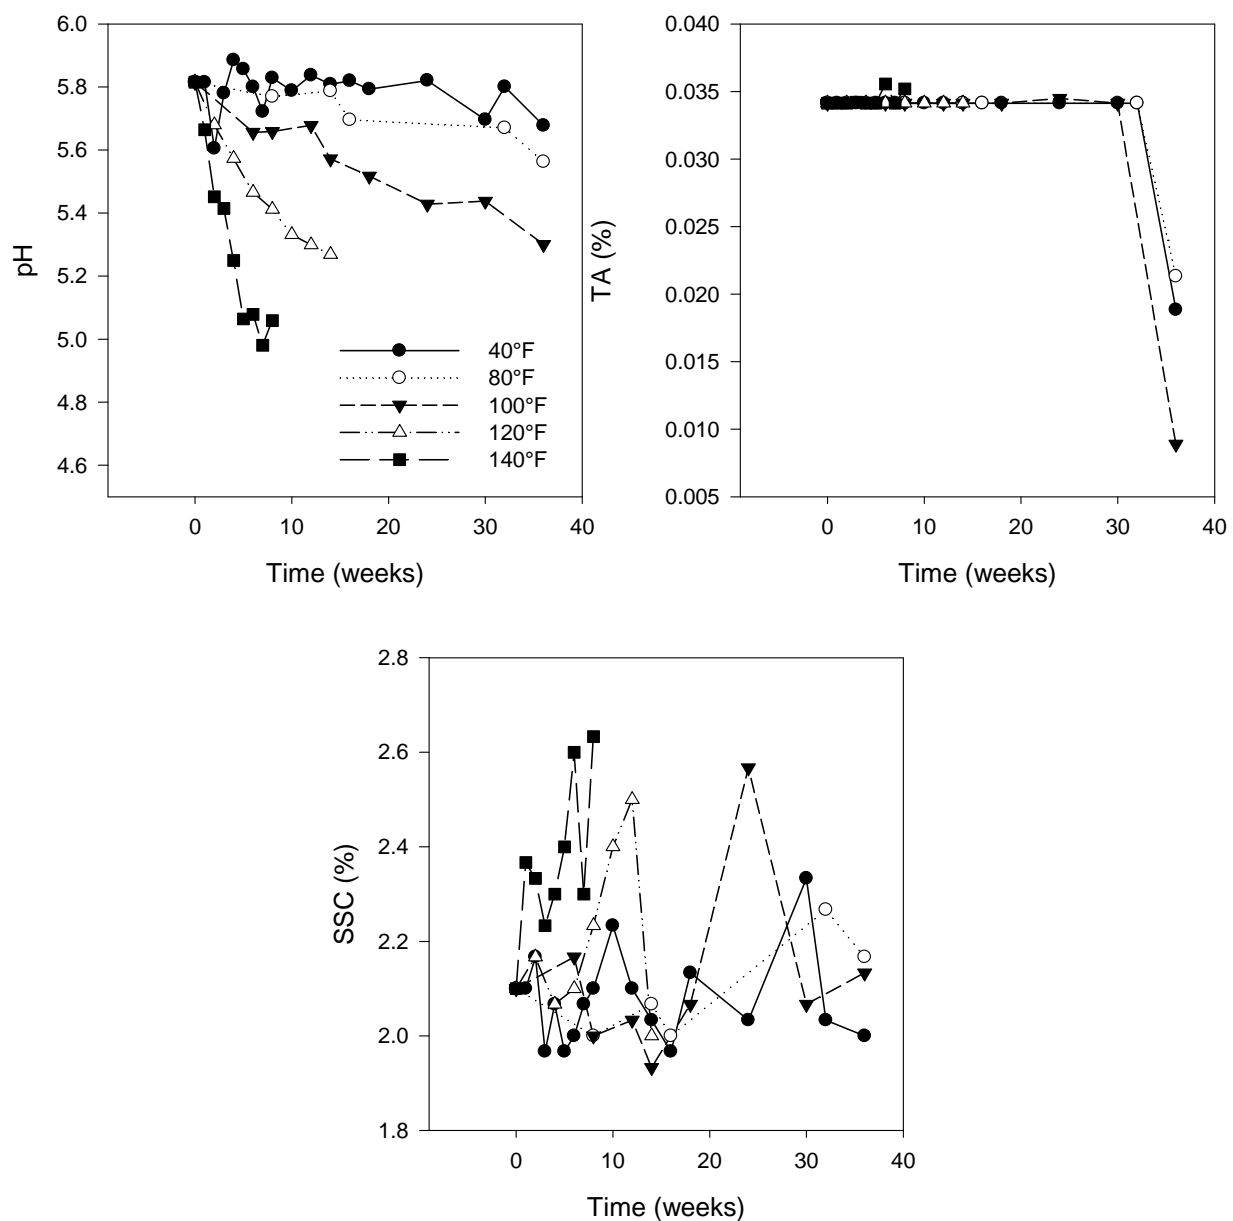 6.0
5.8
5.6
5.4
5.2
5.0
4.8
4.6
pH
0 10 20 30 40
Time (weeks)
40°F
80°F
100°F
120°F
140°F
0.040
0.035
0.030
0.025
0.020
0.015
0.010
0.005
TA (%)
0 10 20 30 40
Time (weeks)
2.8
2.6
2.4
2.2
2.0
1.8
SSC (%)
0 10 20 30 40
Time (weeks)